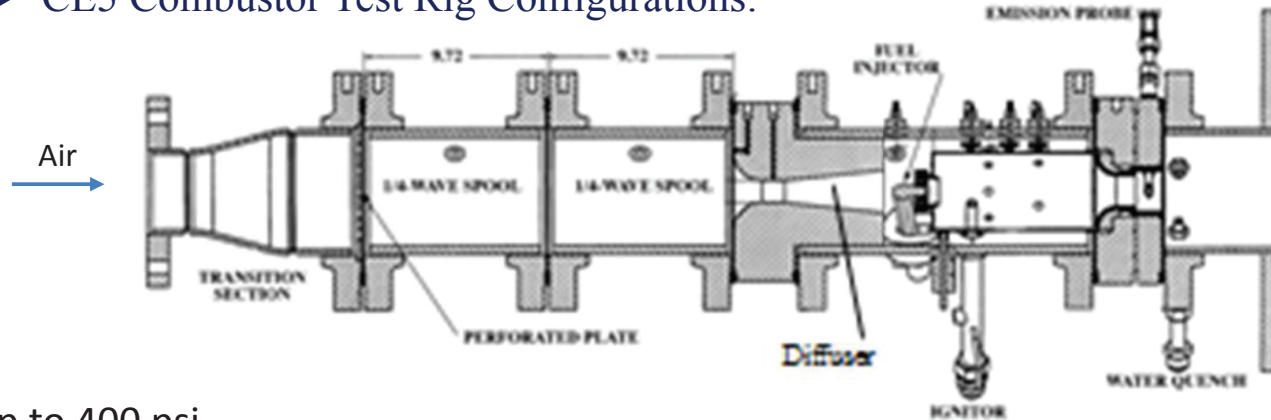 CE5 Combustor Test Rig Configurations:
EMISSION PROBE
9.72
9.72
FUEL
INJECTOR
Air
1/4-WAVE SPOOL
1/4-WAVE SPOOL
TRANSITION
SECTION
PERFORATED PLATE
Diffuser
WATER QUENCH
IGNITOR
to 400 psi